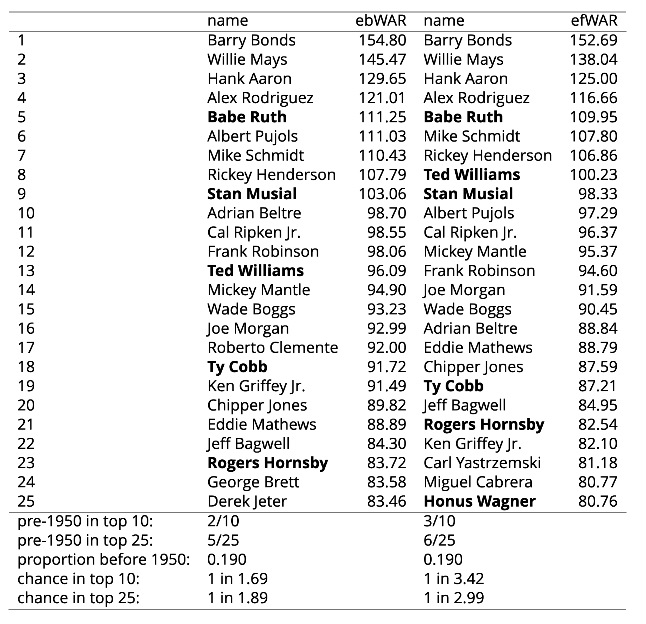 name ebWAR name efWAR
1 Barry Bonds 154.80 Barry Bonds 152.69
2 Willie Mays 145.47 Willie Mays 138.04
3 Hank Aaron 129.65 Hank Aaron 125.00
4 Alex Rodriguez 121.01 Alex Rodriguez 116.66
5 Babe Ruth 111.25 Babe Ruth 109.95
6 Albert Pujols 111.03 Mike Schmidt 107.80
7 Mike Schmidt 110.43 Rickey Henderson 106.86
8 Rickey Henderson 107.79 Ted Williams 100.23
9 Stan Musial 103.06 Stan Musial 98.33
10 Adrian Beltre 98.70 Albert Pujols 97.29
11 Cal Ripken Jr. 98.55 Cal Ripken Jr. 96.37
12 Frank Robinson 98.06 Mickey Mantle 95.37
13 Ted Williams 96.09 Frank Robinson 94.60
14 Mickey Mantle 94.90 Joe Morgan 91.59
15 Wade Boggs 93.23 Wade Boggs 90.45
16 Joe Morgan 92.99 Adrian Beltre 88.84
17 Roberto Clemente 92.00 Eddie Mathews 88.79
18 Ty Cobb 91.72 Chipper Jones 87.59
19 Ken Griffey Jr. 91.49 Ty Cobb 87.21
20 Chipper Jones 89.82 Jeff Bagwell 84.95
21 Eddie Mathews 88.89 Rogers Hornsby 82.54
22 Jeff Bagwell 84.30 Ken Griffey Jr. 82.10
23 Rogers Hornsby 83.72 Carl Yastrzemski 81.18
24 George Brett 83.58 Miguel Cabrera 80.77
25 Derek Jeter 83.46 Honus Wagner 80.76
pre-1950 in top 10: 2/10 3/10
pre-1950 in top 25: 5/25 6/25
proportion before 1950: 0.190 0.190
chance in top 10: 1 in 1.69 1 in 3.42
chance in top 25: 1 in 1.89 1 in 2.99